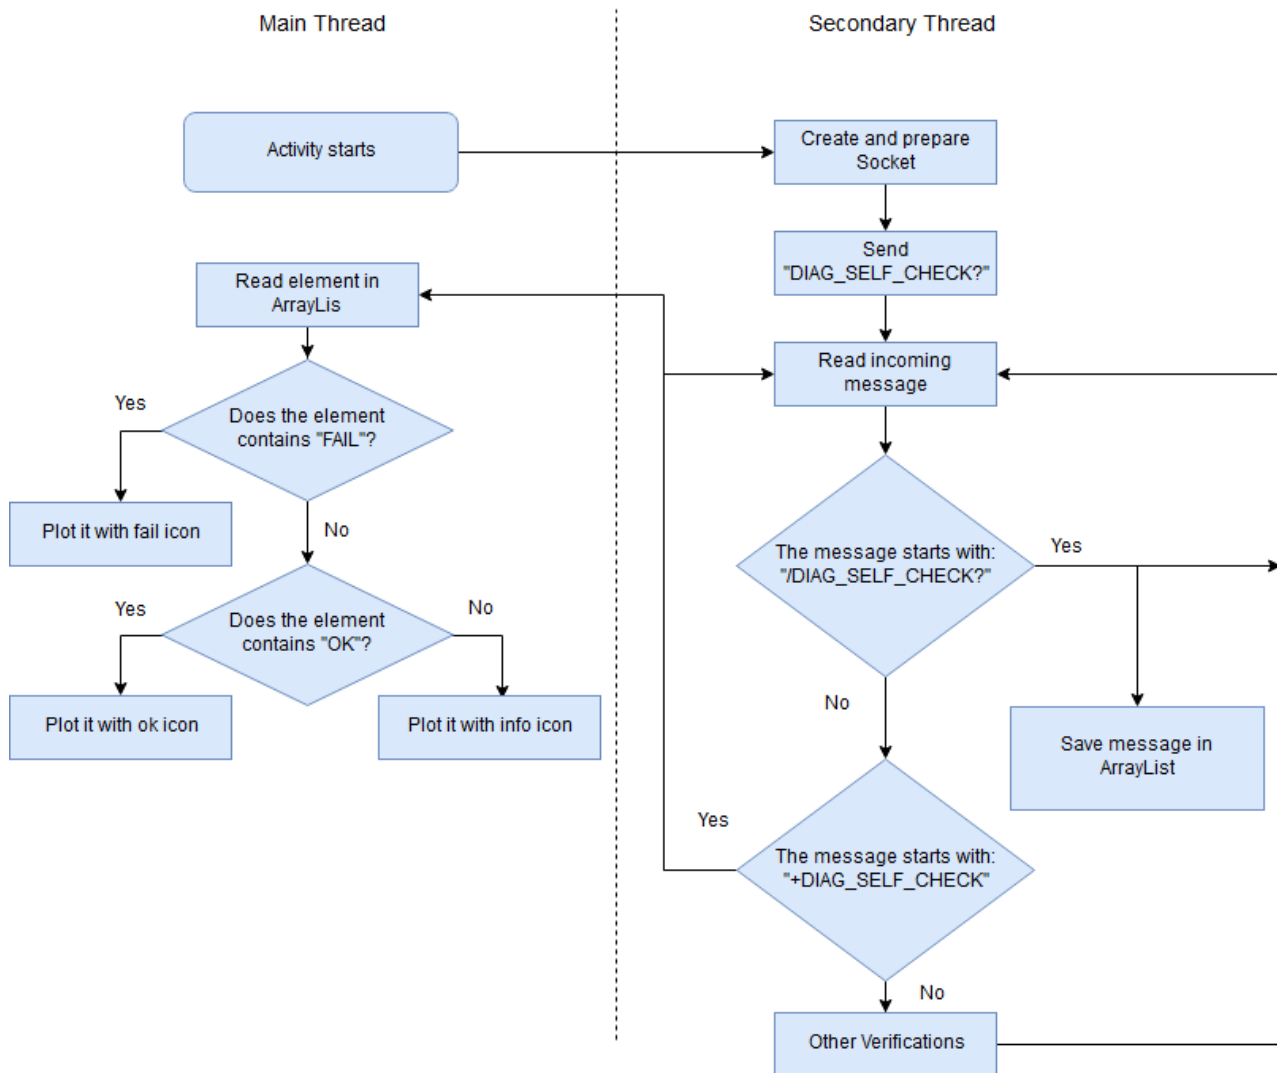 Main Thread
Secondary Thread
Activity starts
Create and prepare
Socket
Send
"DIAG_SELF_CHECK?"
Read element in
ArrayLis
Read incoming
message
Yes
Does the element
contains "FAIL"?
Plot it with fail icon
No
The message starts with:
"/DIAG_SELF_CHECK?"
Yes
Yes
Does the element
contains "OK"?
No
Plot it with ok icon
Plot it with info icon
No
Save message in
ArrayList
Yes
The message starts with:
"+DIAG_SELF_CHECK"
No
Other Verifications